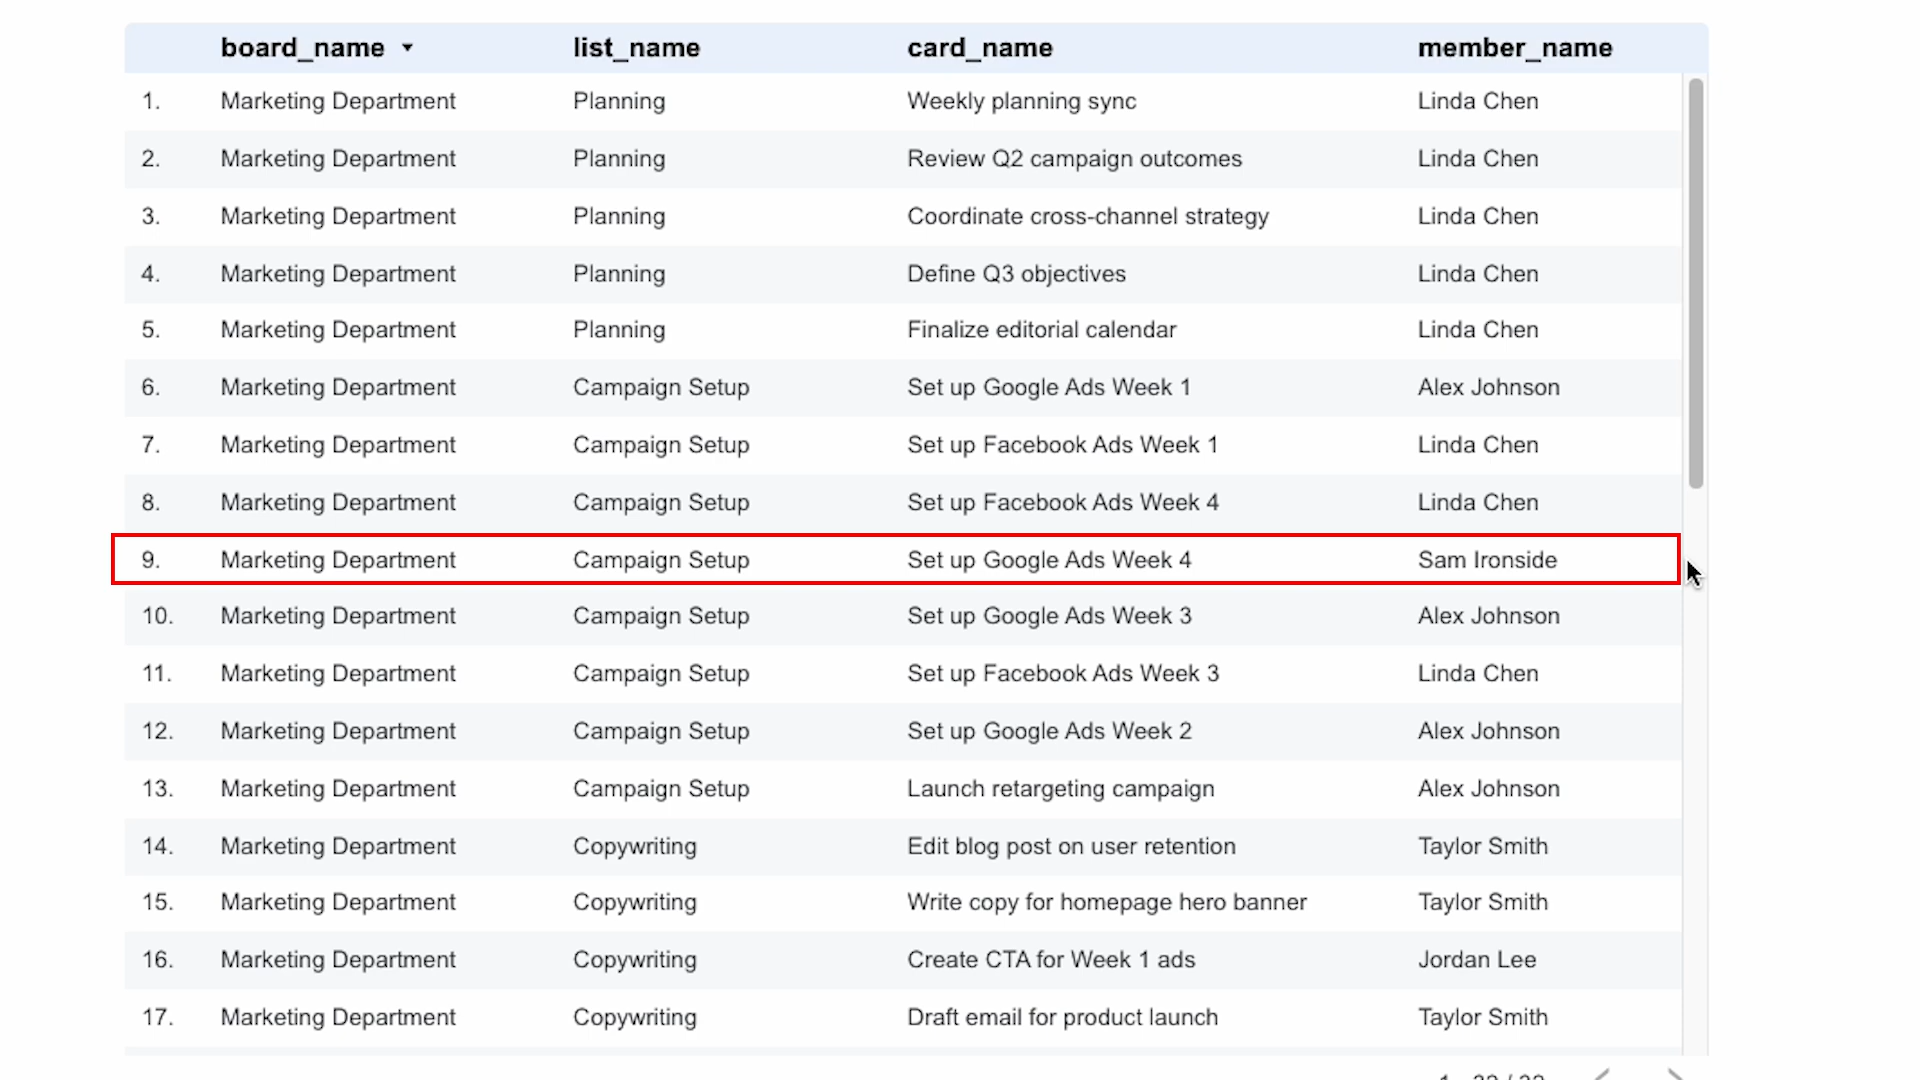 board_name list_name card_name member_name
1. Marketing Department Planning Weekly planning sync Linda Chen
2. Marketing Department Planning Review Q2 campaign outcomes Linda Chen
3. Marketing Department Planning Coordinate cross-channel strategy Linda Chen
4. Marketing Department Planning Define Q3 objectives Linda Chen
5. Marketing Department Planning Finalize editorial calendar Linda Chen
6. Marketing Department Campaign Setup Set up Google Ads Week 1 Alex Johnson
7. Marketing Department Campaign Setup Set up Facebook Ads Week 1 Linda Chen
8. Marketing Department Campaign Setup Set up Facebook Ads Week 4 Linda Chen
9. Marketing Department Campaign Setup Set up Google Ads Week 4 Sam Ironside
10. Marketing Department Campaign Setup Set up Google Ads Week 3 Alex Johnson
11. Marketing Department Campaign Setup Set up Facebook Ads Week 3 Linda Chen
12. Marketing Department Campaign Setup Set up Google Ads Week 2 Alex Johnson
13. Marketing Department Campaign Setup Launch retargeting campaign Alex Johnson
14. Marketing Department Copywriting Edit blog post on user retention Taylor Smith
15. Marketing Department Copywriting Write copy for homepage hero banner Taylor Smith
16. Marketing Department Copywriting Create CTA for Week 1 ads Jordan Lee
17. Marketing Department Copywriting Draft email for product launch Taylor Smith